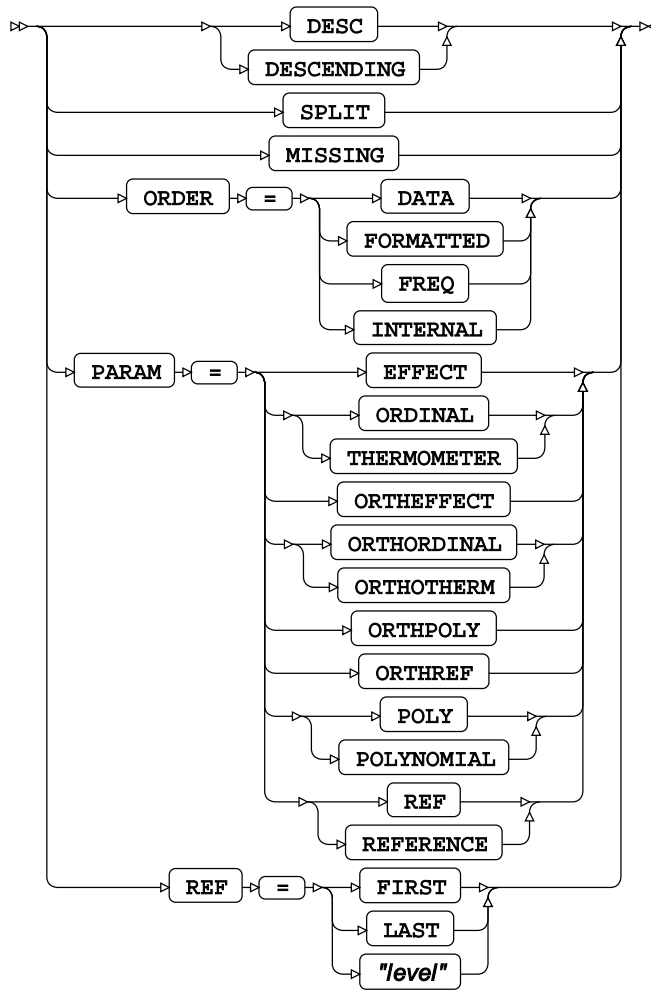 DESC
DESCENDING
SPLIT
MISSING
ORDER = DATA
FORMATTED
FREQ
INTERNAL
PARAM = EFFECT
ORDINAL
THERMOMETER
ORTHEFFECT
ORTHORDINAL
ORTHOTHERM
ORTHPOLY
ORTHREF
POLY
POLYNOMIAL
REF
REFERENCE
REF = FIRST
LAST
"level"